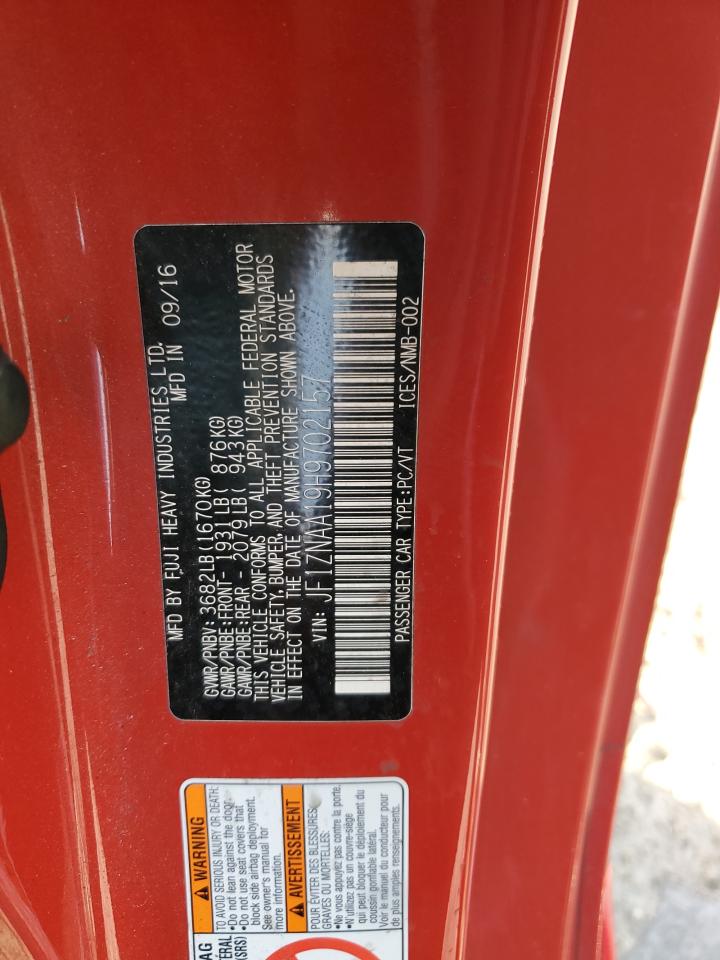 MFD BY FUJI HEAVY INDUSTRIES LTD.
MFD IN 09/16
GVWR/PNBV: 3682LB(1670KG)
GAWR/PNBE:FRONT- 1931LB( 876KG)
GAWR/PNBE:REAR - 2079LB( 943KG)
THIS VEHICLE CONFORMS TO ALL APPLICABLE FEDERAL MOTOR
VEHICLE SAFETY, BUMPER, AND THEFT PREVENTION STANDARDS
IN EFFECT ON THE DATE OF MANUFACTURE SHOWN ABOVE.
VIN: JF1ZNAA19H9702157
PASSENGER CAR TYPE:PC/VT ICES/NMB-002
WARNING
TO AVOID SERIOUS INJURY OR DEATH:
•Do not lean against the door.
•Do not use seat covers that
block side airbag deployment.
See owner's manual for
more information.
AVERTISSEMENT
POUR ÉVITER DES BLESSURES
GRAVES OU MORTELLES:
•Ne vous appuyez pas contre la porte.
•N'utilisez pas de couvre-siège
qui peut bloquer le déploiement du
coussin gonflable latéral.
Voir le manuel du conducteur pour
de plus amples renseignements.
(SRS)